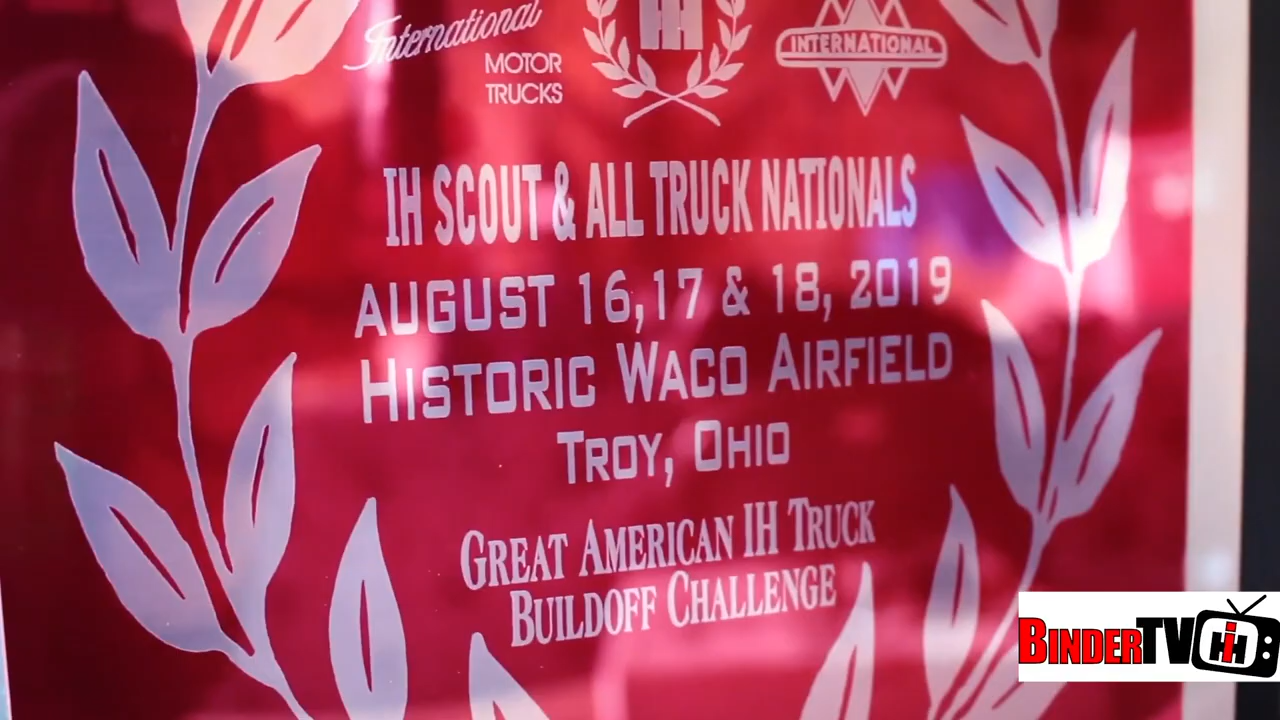 International
MOTOR
TRUCKS
IH
INTERNATIONAL
IH SCOUT & ALL TRUCK NATIONALS
AUGUST 16,17 & 18, 2019
HISTORIC WACO AIRFIELD
TROY, OHIO
GREAT AMERICAN IH TRUCK
BUILDOFF CHALLENGE
BINDERTV IH